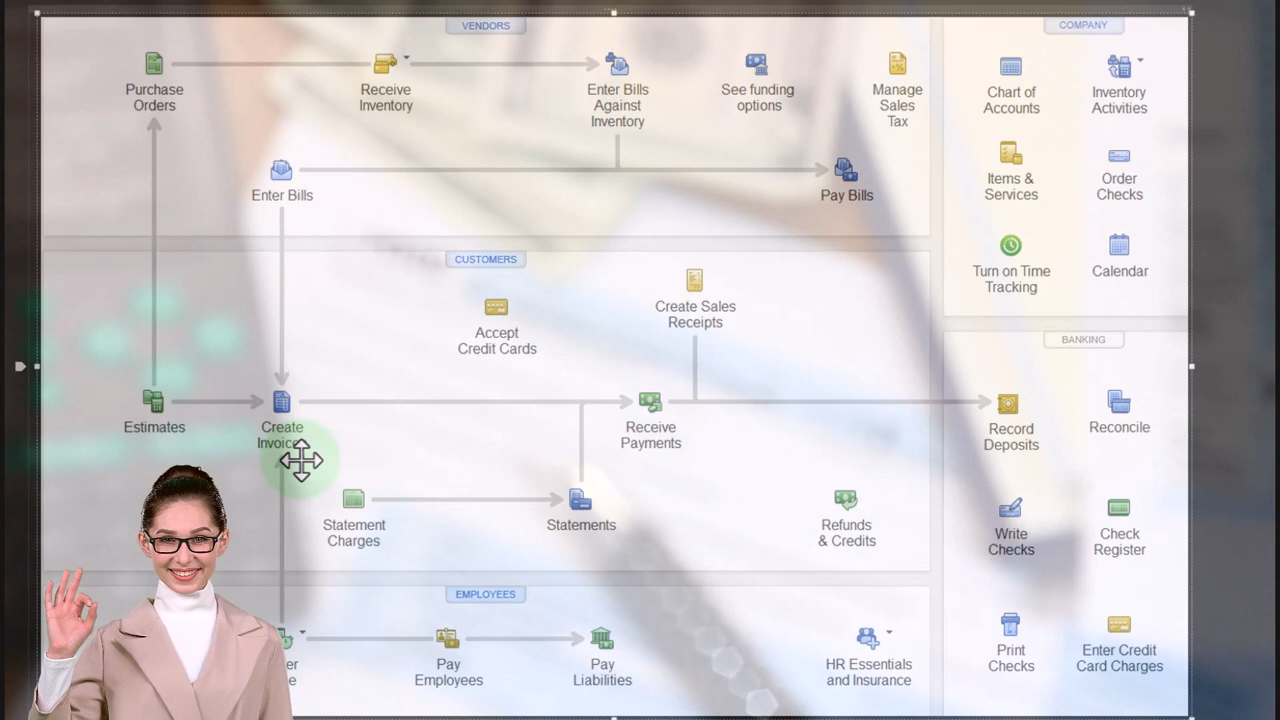 VENDORS
COMPANY
Purchase
Orders
Receive
Inventory
Enter Bills
Against
Inventory
See funding
options
Manage
Sales
Tax
Chart of
Accounts
Inventory
Activities
Enter Bills
Pay Bills
Items &
Services
Order
Checks
Turn on Time
Tracking
Calendar
CUSTOMERS
Accept
Credit Cards
Create Sales
Receipts
BANKING
Estimates
Create
Receive
Payments
Record
Deposits
Reconcile
Statement
Charges
Statements
Refunds
& Credits
Write
Checks
Check
Register
EMPLOYEES
Pay
Employees
Pay
Liabilities
HR Essentials
and Insurance
Print
Checks
Enter Credit
Card Charges